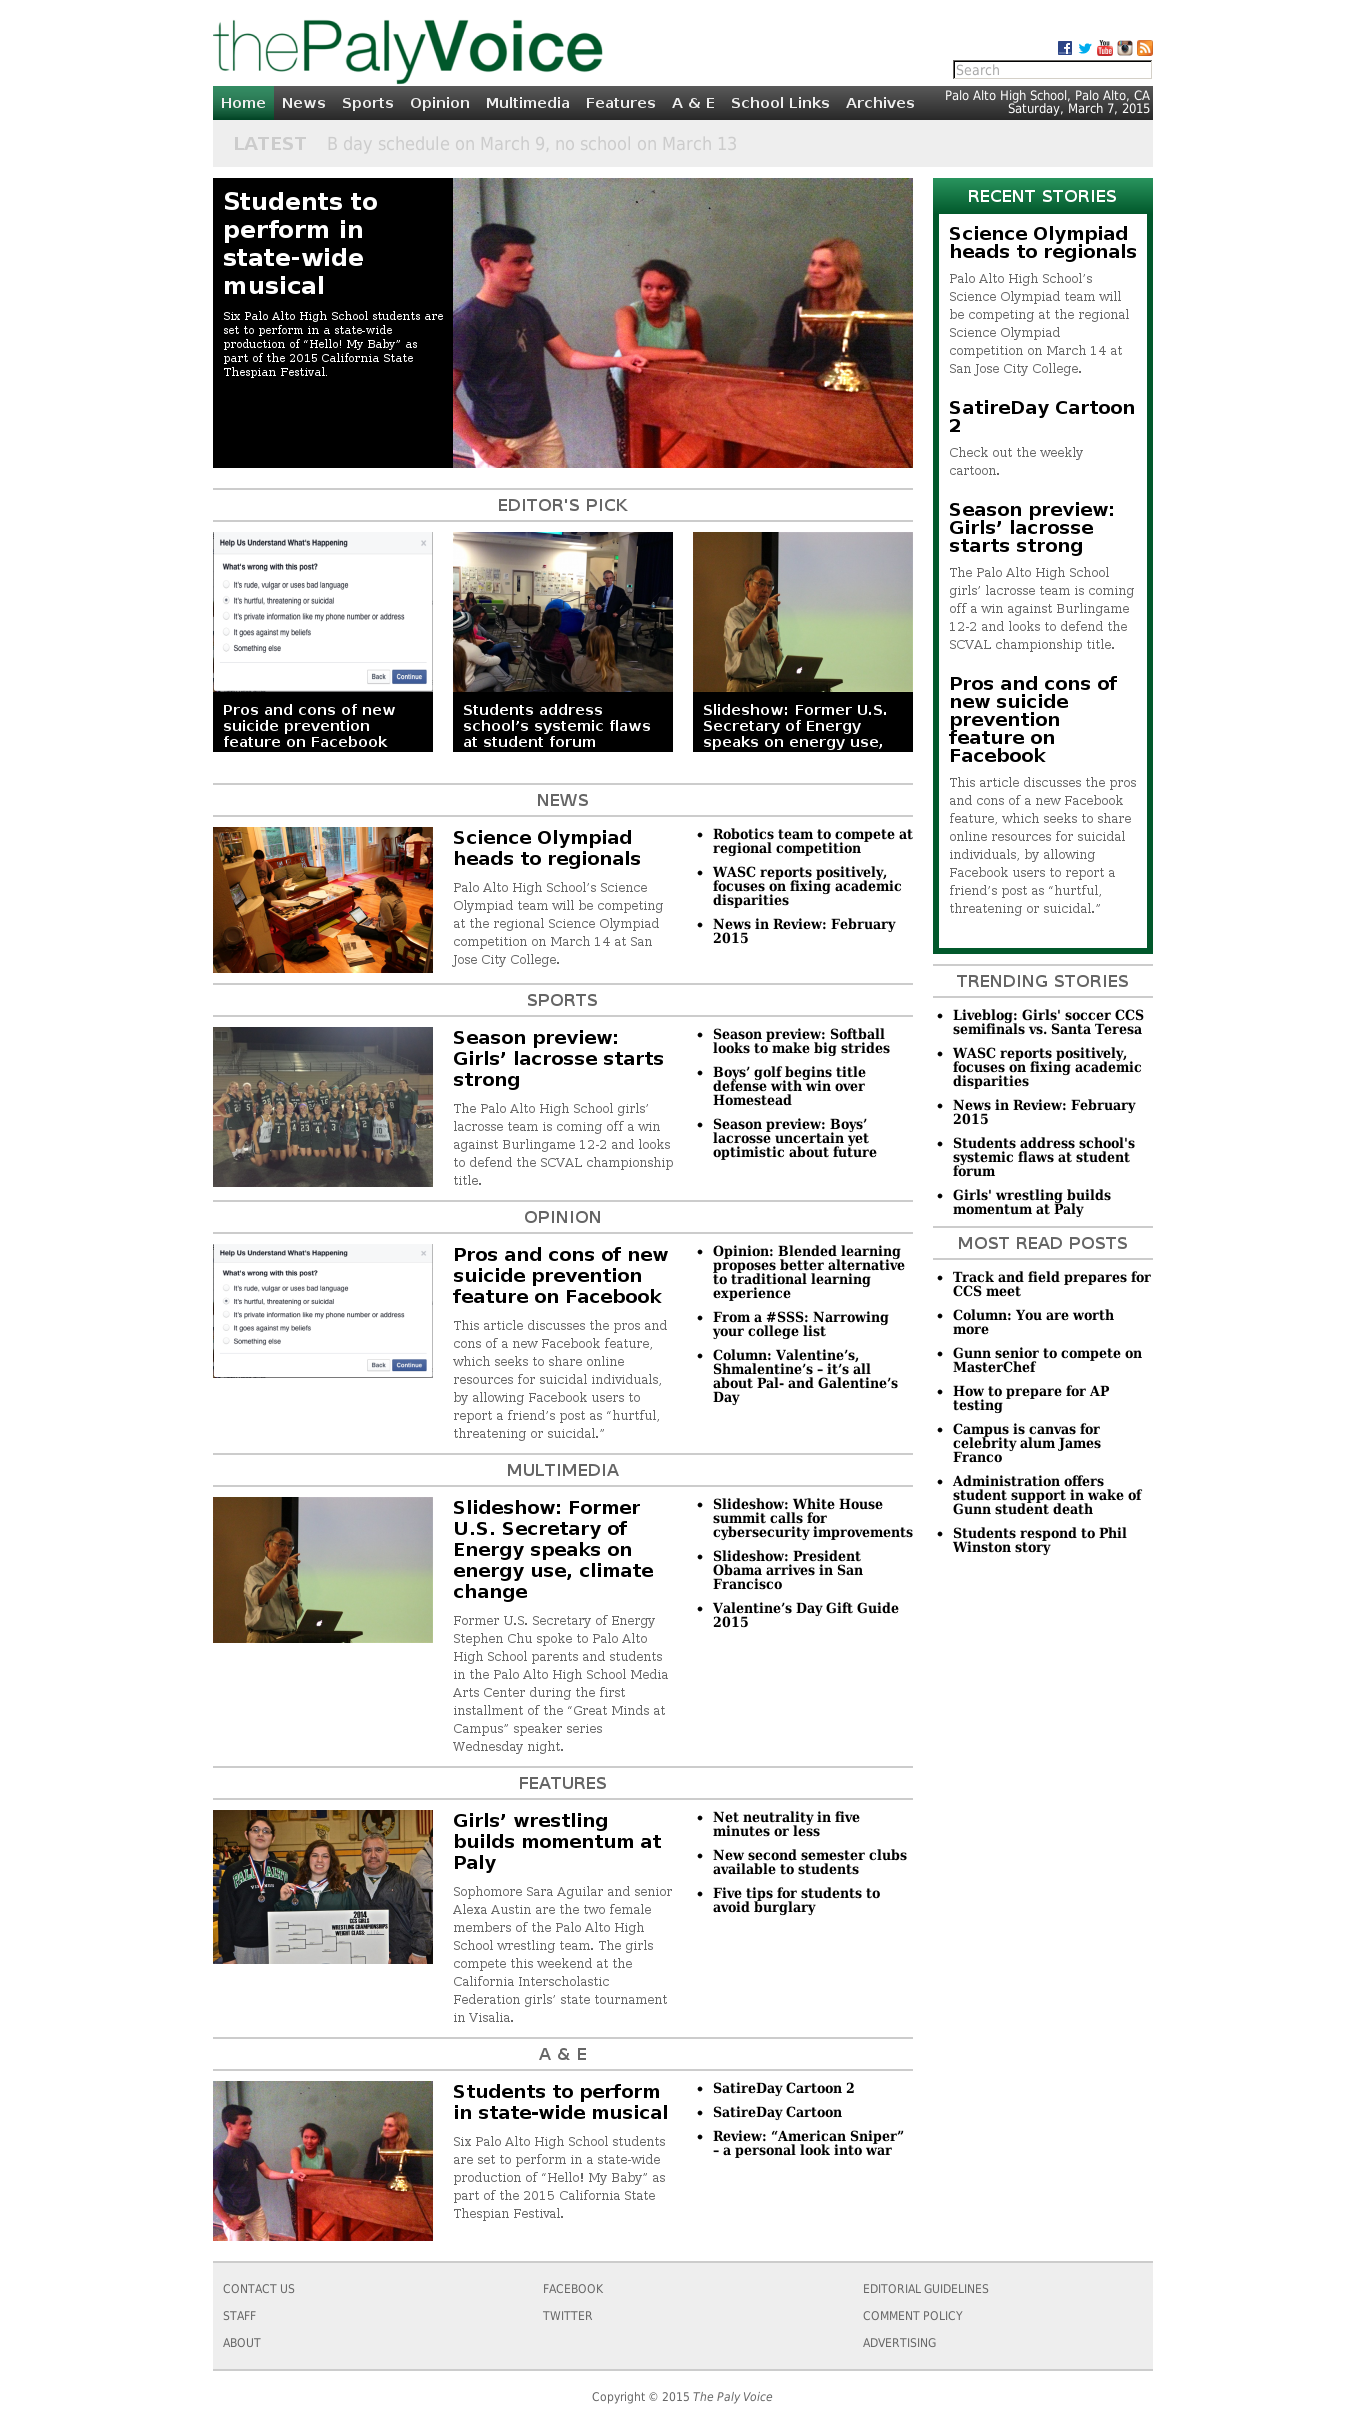 thePalyVoice
Search
Home News Sports Opinion Multimedia Features A & E School Links Archives
Palo Alto High School, Palo Alto, CA
Saturday, March 7, 2015
LATEST B day schedule on March 9, no school on March 13
Students to
perform in
state-wide
musical
Six Palo Alto High School students are
set to perform in a state-wide
production of “Hello! My Baby” as
part of the 2015 California State
Thespian Festival.
EDITOR'S PICK
Help Us Understand What's Happening
What's wrong with this post?
It's rude, vulgar or uses bad language
It's hurtful, threatening or suicidal
It's private information like my phone number or address
It goes against my beliefs
Something else
Back Continue
Pros and cons of new
suicide prevention
feature on Facebook
Students address
school’s systemic flaws
at student forum
Slideshow: Former U.S.
Secretary of Energy
speaks on energy use,
NEWS
Science Olympiad
heads to regionals
Palo Alto High School’s Science
Olympiad team will be competing
at the regional Science Olympiad
competition on March 14 at San
Jose City College.
Robotics team to compete at
regional competition
WASC reports positively,
focuses on fixing academic
disparities
News in Review: February
2015
SPORTS
Season preview:
Girls’ lacrosse starts
strong
The Palo Alto High School girls’
lacrosse team is coming off a win
against Burlingame 12-2 and looks
to defend the SCVAL championship
title.
Season preview: Softball
looks to make big strides
Boys’ golf begins title
defense with win over
Homestead
Season preview: Boys’
lacrosse uncertain yet
optimistic about future
OPINION
Help Us Understand What's Happening
What's wrong with this post?
It's rude, vulgar or uses bad language
It's hurtful, threatening or suicidal
It's private information like my phone number or address
It goes against my beliefs
Something else
Back Continue
Pros and cons of new
suicide prevention
feature on Facebook
This article discusses the pros and
cons of a new Facebook feature,
which seeks to share online
resources for suicidal individuals,
by allowing Facebook users to
report a friend’s post as “hurtful,
threatening or suicidal.”
Opinion: Blended learning
proposes better alternative
to traditional learning
experience
From a #SSS: Narrowing
your college list
Column: Valentine’s,
Shmalentine’s – it’s all
about Pal- and Galentine’s
Day
MULTIMEDIA
Slideshow: Former
U.S. Secretary of
Energy speaks on
energy use, climate
change
Former U.S. Secretary of Energy
Stephen Chu spoke to Palo Alto
High School parents and students
in the Palo Alto High School Media
Arts Center during the first
installment of the “Great Minds at
Campus” speaker series
Wednesday night.
Slideshow: White House
summit calls for
cybersecurity improvements
Slideshow: President
Obama arrives in San
Francisco
Valentine’s Day Gift Guide
2015
FEATURES
PALO ALTO
2014
CCS GIRLS
WRESTLING CHAMPIONSHIPS
WEIGHT CLASS:
Girls’ wrestling
builds momentum at
Paly
Sophomore Sara Aguilar and senior
Alexa Austin are the two female
members of the Palo Alto High
School wrestling team. The girls
compete this weekend at the
California Interscholastic
Federation girls’ state tournament
in Visalia.
Net neutrality in five
minutes or less
New second semester clubs
available to students
Five tips for students to
avoid burglary
A & E
Students to perform
in state-wide musical
Six Palo Alto High School students
are set to perform in a state-wide
production of “Hello! My Baby” as
part of the 2015 California State
Thespian Festival.
SatireDay Cartoon 2
SatireDay Cartoon
Review: “American Sniper”
– a personal look into war
RECENT STORIES
Science Olympiad
heads to regionals
Palo Alto High School’s
Science Olympiad team will
be competing at the regional
Science Olympiad
competition on March 14 at
San Jose City College.
SatireDay Cartoon
2
Check out the weekly
cartoon.
Season preview:
Girls’ lacrosse
starts strong
The Palo Alto High School
girls’ lacrosse team is coming
off a win against Burlingame
12-2 and looks to defend the
SCVAL championship title.
Pros and cons of
new suicide
prevention
feature on
Facebook
This article discusses the pros
and cons of a new Facebook
feature, which seeks to share
online resources for suicidal
individuals, by allowing
Facebook users to report a
friend’s post as “hurtful,
threatening or suicidal.”
TRENDING STORIES
Liveblog: Girls' soccer CCS
semifinals vs. Santa Teresa
WASC reports positively,
focuses on fixing academic
disparities
News in Review: February
2015
Students address school's
systemic flaws at student
forum
Girls' wrestling builds
momentum at Paly
MOST READ POSTS
Track and field prepares for
CCS meet
Column: You are worth
more
Gunn senior to compete on
MasterChef
How to prepare for AP
testing
Campus is canvas for
celebrity alum James
Franco
Administration offers
student support in wake of
Gunn student death
Students respond to Phil
Winston story
CONTACT US
STAFF
ABOUT
FACEBOOK
TWITTER
EDITORIAL GUIDELINES
COMMENT POLICY
ADVERTISING
Copyright © 2015 The Paly Voice